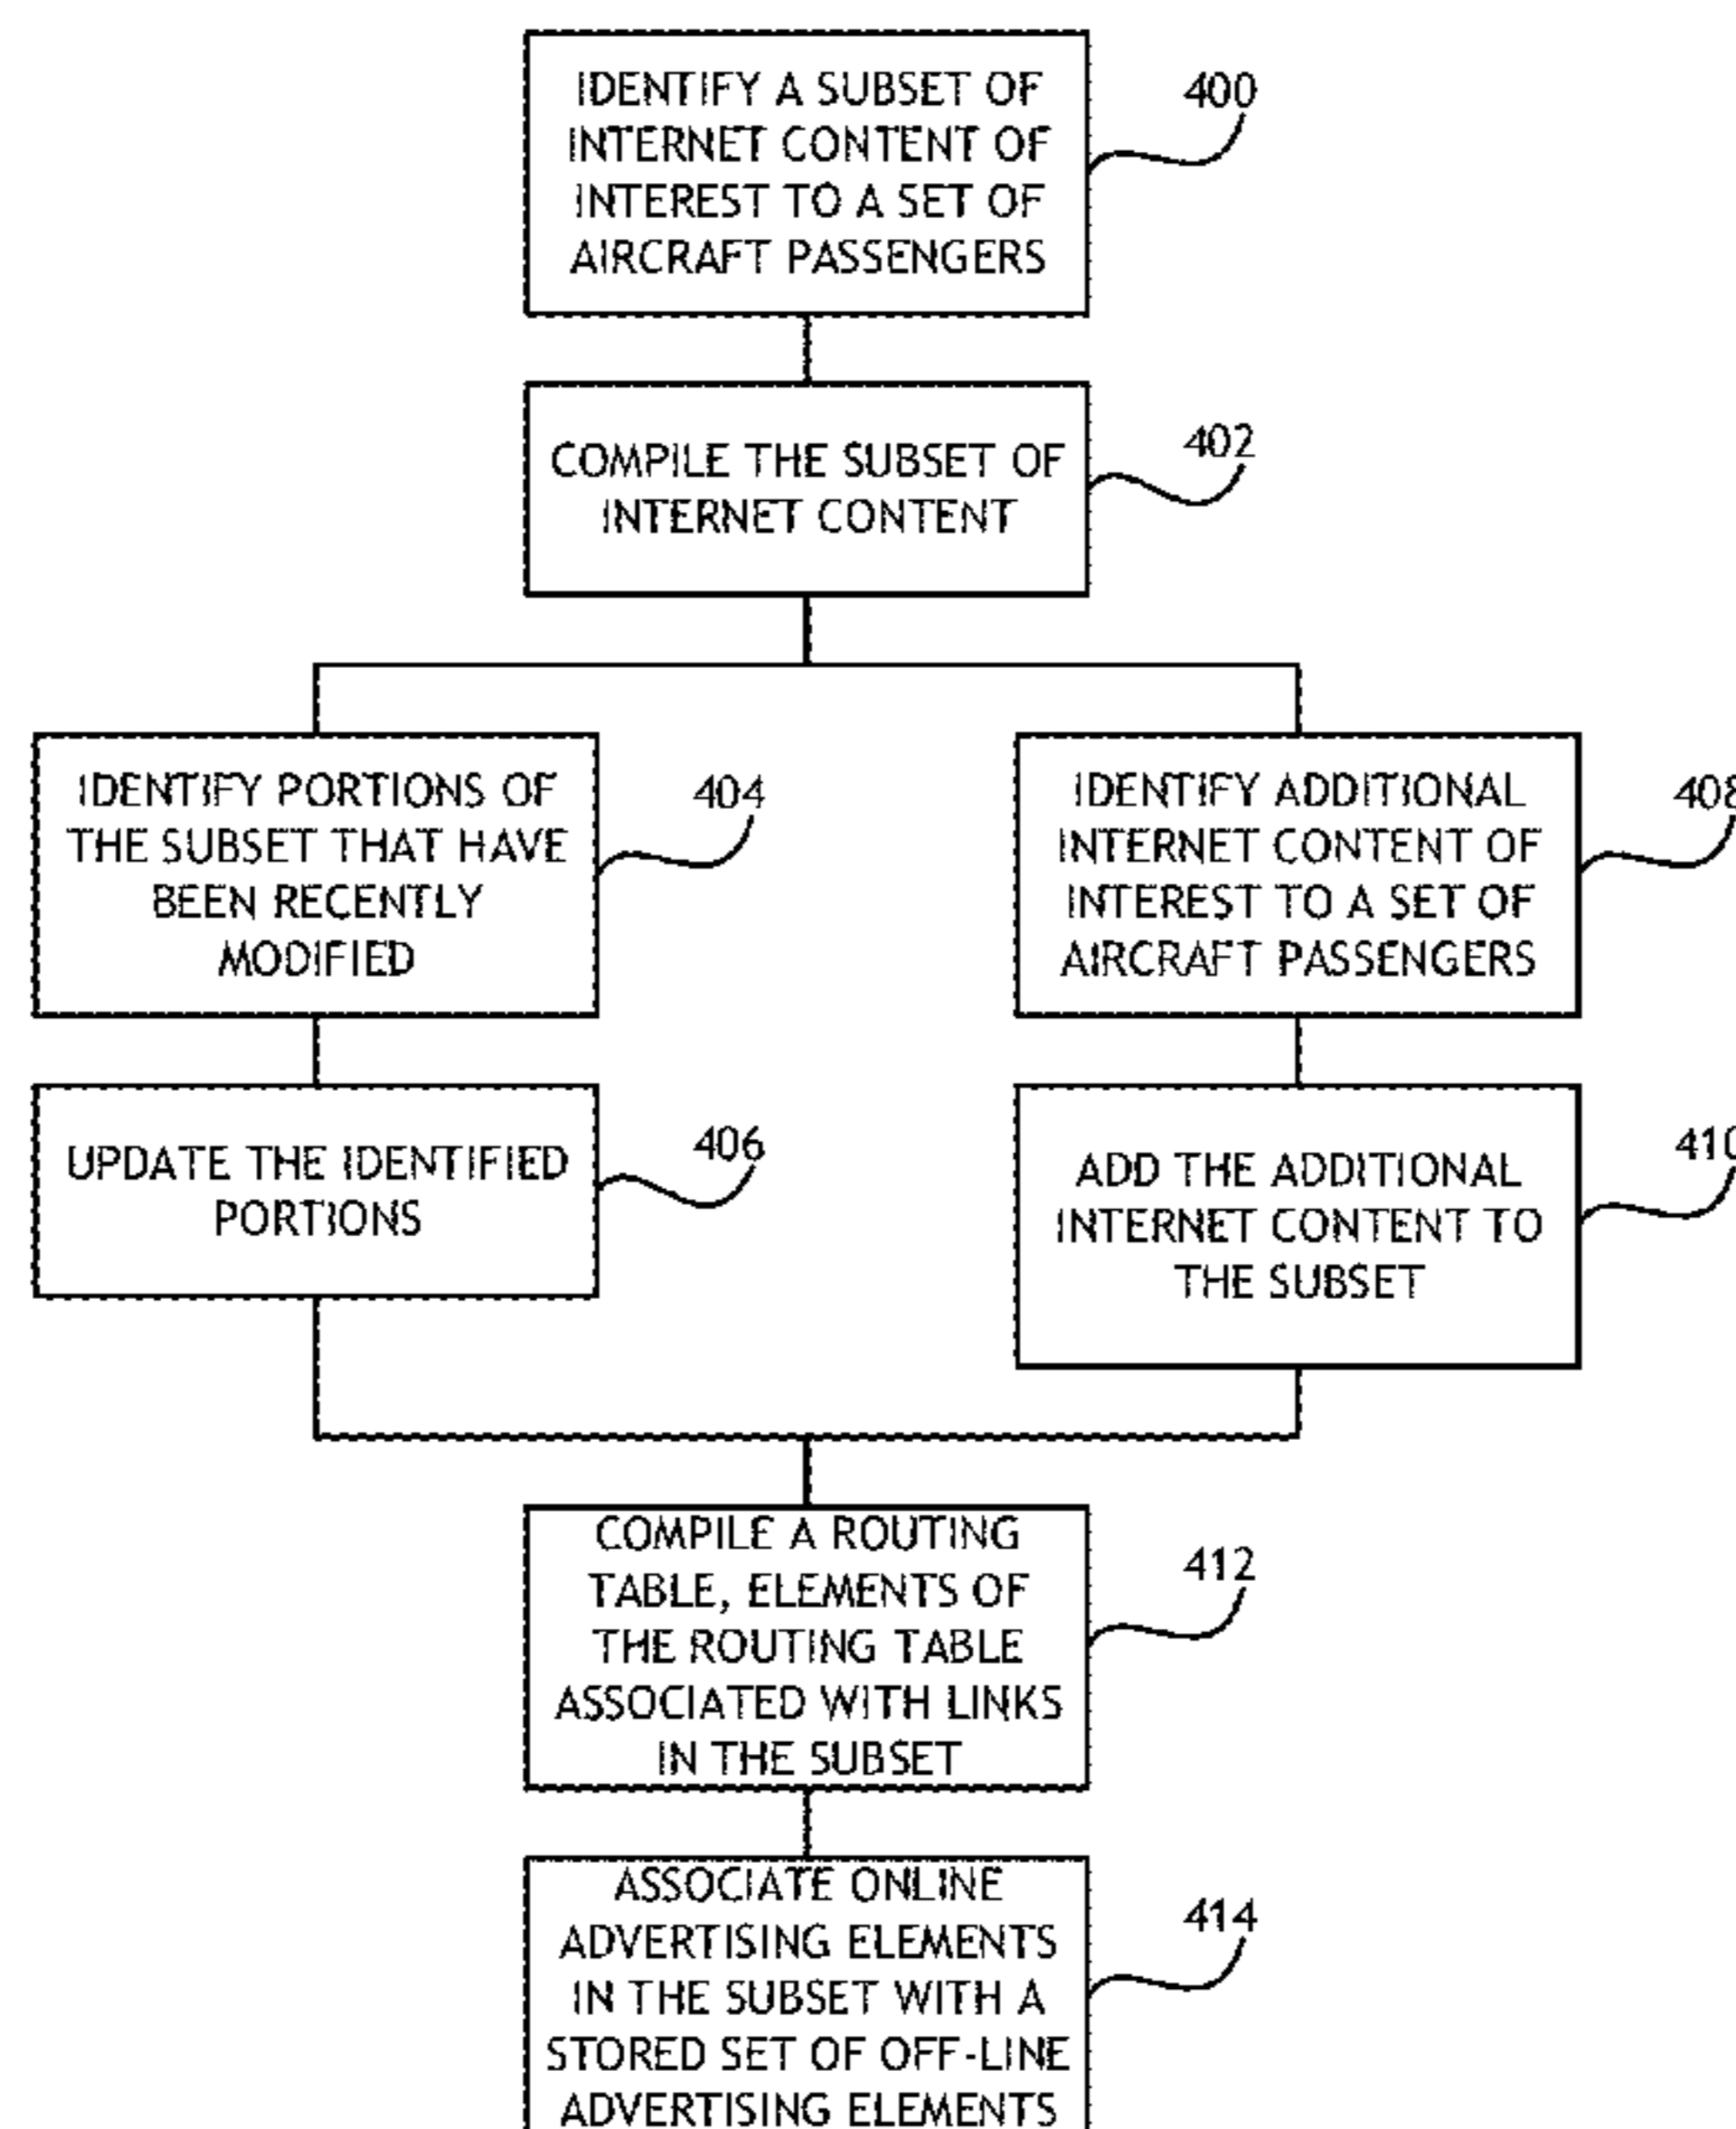 IDENTIFY A SUBSET OF
INTERNET CONTENT OF
INTEREST TO A SET OF
AIRCRAFT PASSENGERS
400
COMPILE THE SUBSET OF
INTERNET CONTENT
402
IDENTIFY PORTIONS OF
THE SUBSET THAT HAVE
BEEN RECENTLY
MODIFIED
404
IDENTIFY ADDITIONAL
INTERNET CONTENT OF
INTEREST TO A SET OF
AIRCRAFT PASSENGERS
408
UPDATE THE IDENTIFIED
PORTIONS
406
ADD THE ADDITIONAL
INTERNET CONTENT TO
THE SUBSET
410
COMPILE A ROUTING
TABLE, ELEMENTS OF
THE ROUTING TABLE
ASSOCIATED WITH LINKS
IN THE SUBSET
412
ASSOCIATE ONLINE
ADVERTISING ELEMENTS
IN THE SUBSET WITH A
STORED SET OF OFF-LINE
ADVERTISING ELEMENTS
414